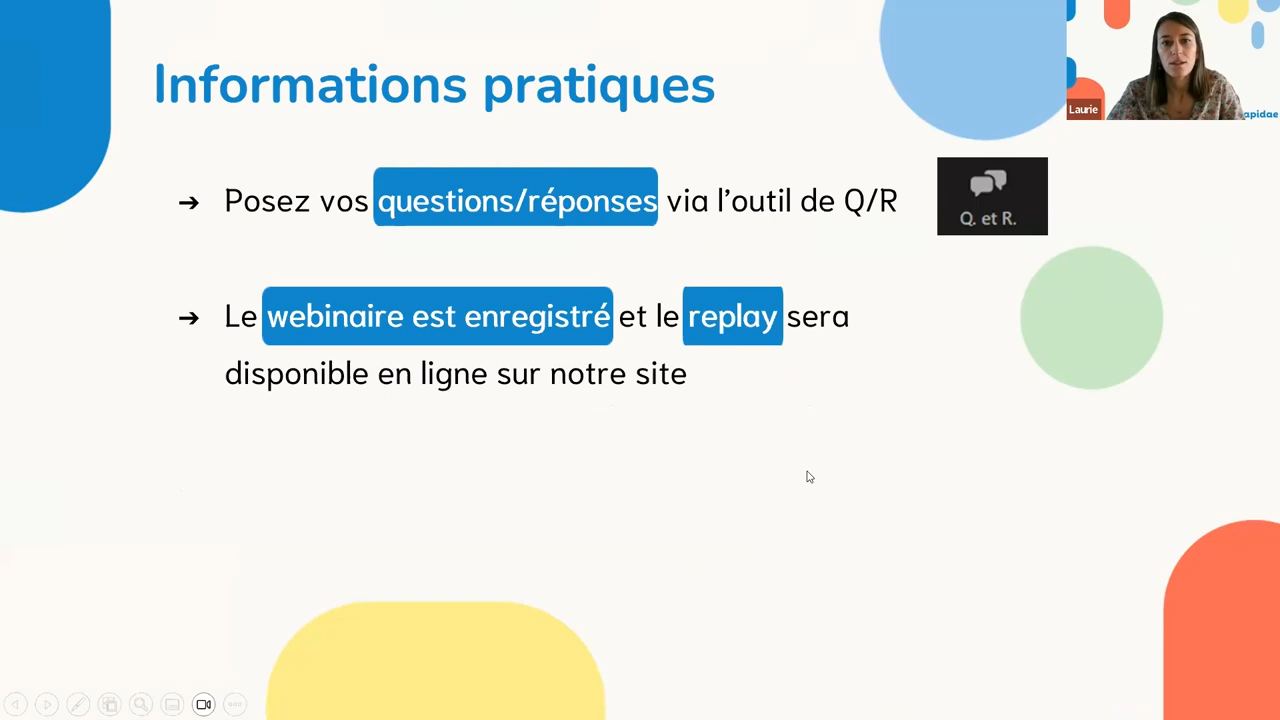 Informations pratiques
Laurie
apidae
➔ Posez vos questions/réponses via l’outil de Q/R
Q. et R.
➔ Le webinaire est enregistré et le replay sera
disponible en ligne sur notre site